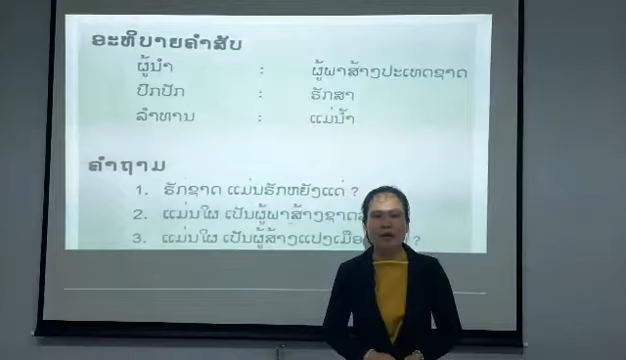 ອະທິບາຍຄຳສັບ
ຜູ້ນຳ : ຜູ້ພາສ້າງປະເທດຊາດ
ປົກປັກ : ຮັກສາ
ລຳທານ : ແມ່ນ້ຳ
ຄຳຖາມ
1. ຮັກຊາດ ແມ່ນຮັກຫຍັງແດ່ ?
2. ແມ່ນໃຜ ເປັນຜູ້ພາສ້າງຊາດ
3. ແມ່ນໃຜ ເປັນຜູ້ສ້າງແປງເມືອ ?